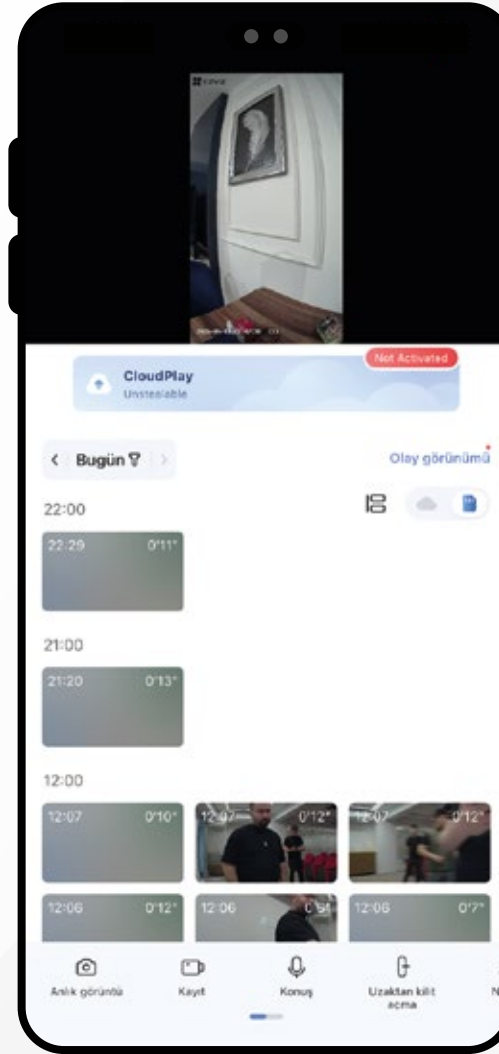 EZVIZ
Not Activated
CloudPlay
Unstealable
Bugün
Olay görünümü
22:00
22:29 0'11"
21:00
21:20 0'13"
12:00
12:07 0'10" 12:07 0'12" 12:07 0'12"
12:06 0'12" 12:06 12:06 0'7"
Anlık görüntü Kayıt Konuş Uzaktan kilit
açma